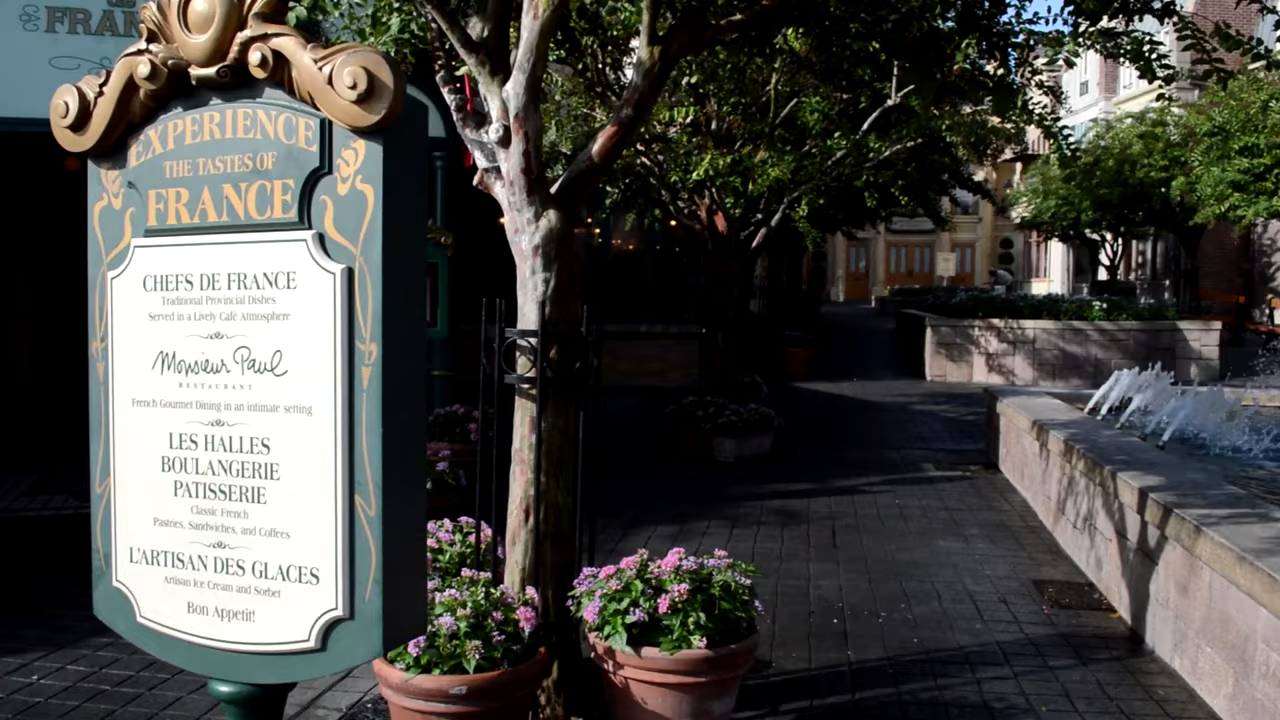 FRAN
EXPERIENCE
THE TASTES OF
FRANCE
CHEFS DE FRANCE
Traditional Provincial Dishes
Served in a Lively Café Atmosphere
Monsieur Paul
RESTAURANT
French Gourmet Dining in an intimate setting
LES HALLES
BOULANGERIE
PATISSERIE
Classic French
Pastries, Sandwiches, and Coffees
L'ARTISAN DES GLACES
Artisan Ice Cream and Sorbet
Bon Appetit!